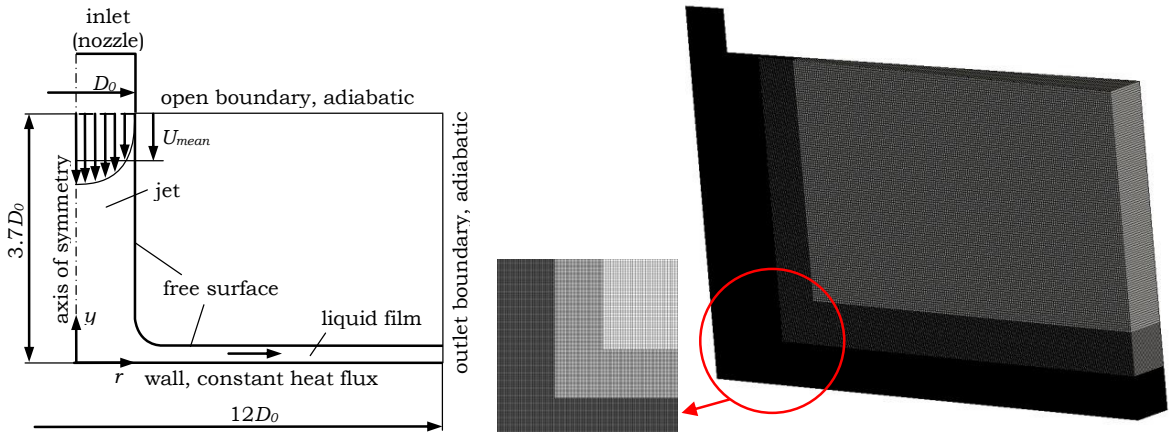 inlet
(nozzle)
D₀
open boundary, adiabatic
U_mean
jet
axis of symmetry
3.7D₀
outlet boundary, adiabatic
free surface
y
liquid film
r
wall, constant heat flux
12D₀